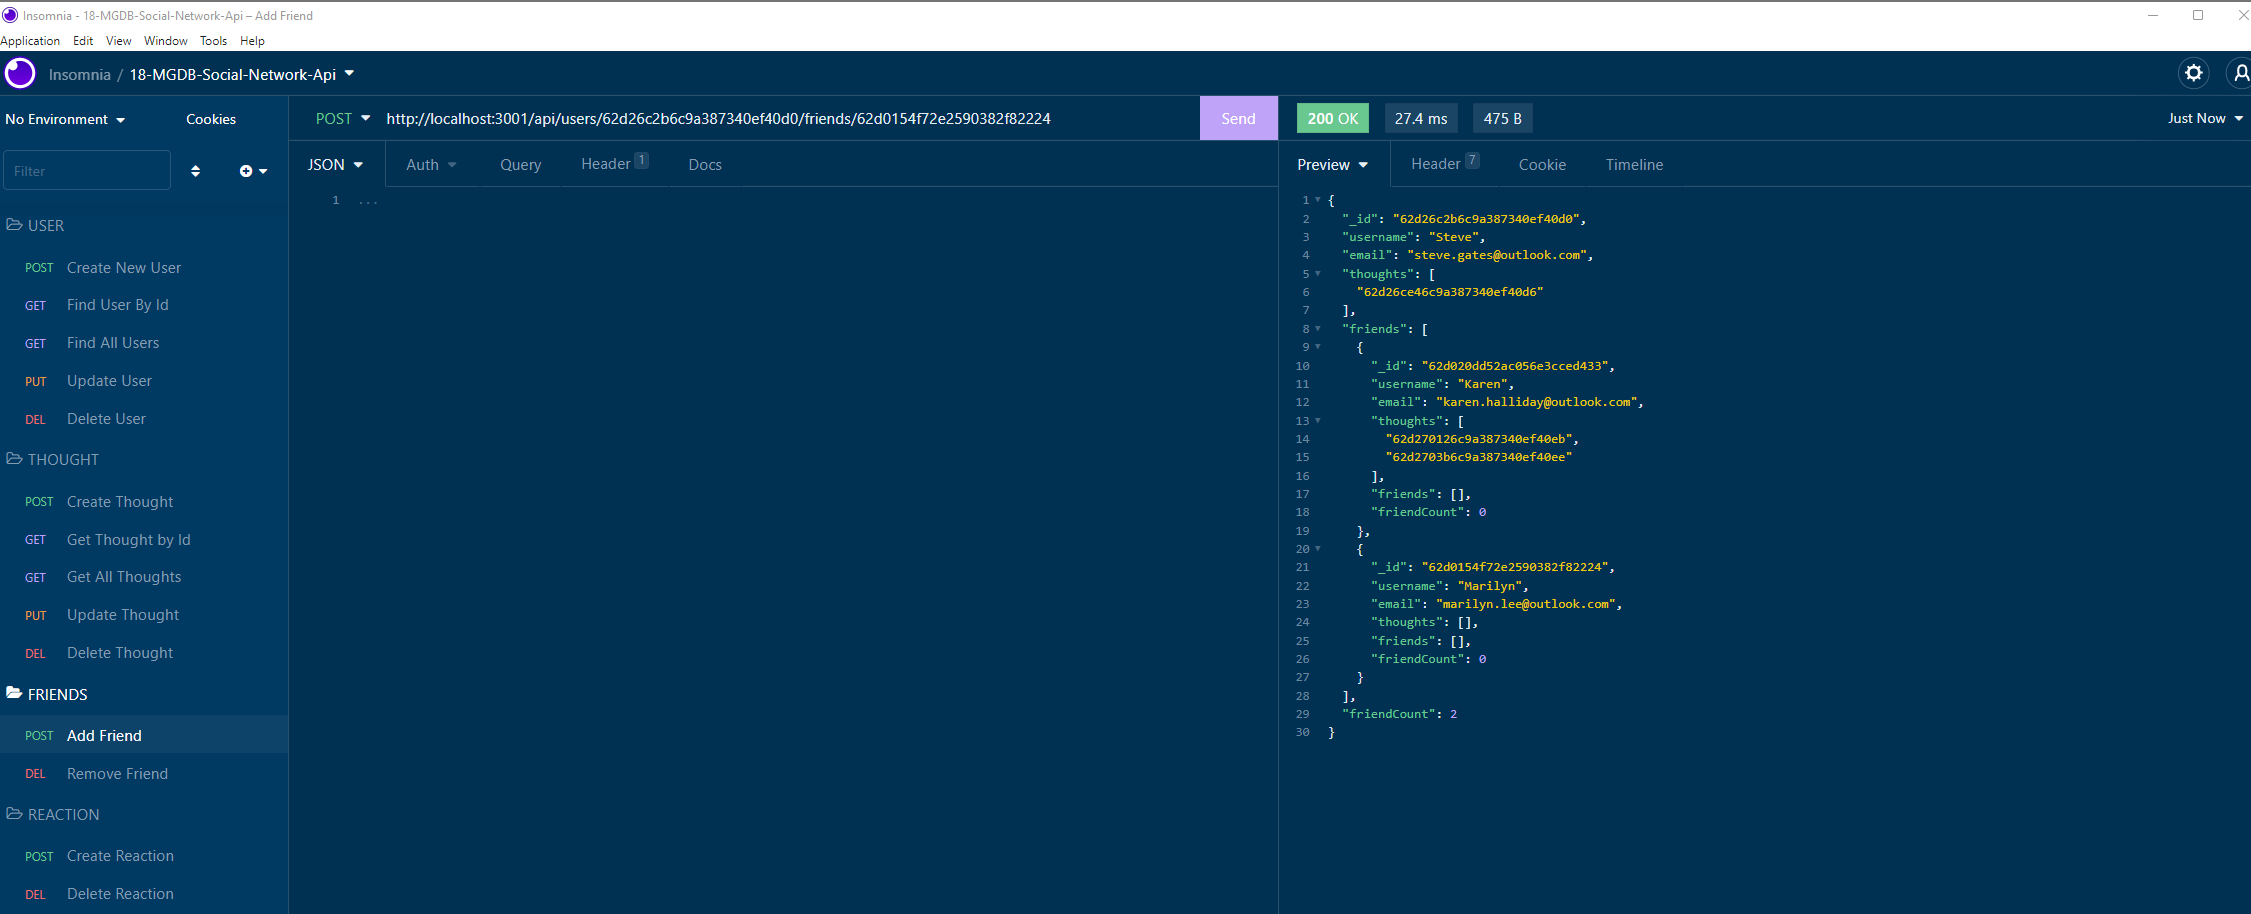 Insomnia - 18-MGDB-Social-Network-Api – Add Friend
Application Edit View Window Tools Help
Insomnia / 18-MGDB-Social-Network-Api
No Environment Cookies
Filter
USER
POST Create New User
GET Find User By Id
GET Find All Users
PUT Update User
DEL Delete User
THOUGHT
POST Create Thought
GET Get Thought by Id
GET Get All Thoughts
PUT Update Thought
DEL Delete Thought
FRIENDS
POST Add Friend
DEL Remove Friend
REACTION
POST Create Reaction
DEL Delete Reaction
POST http://localhost:3001/api/users/62d26c2b6c9a387340ef40d0/friends/62d0154f72e2590382f82224 Send
JSON Auth Query Header 1 Docs
1 ...
200 OK 27.4 ms 475 B Just Now
Preview Header 7 Cookie Timeline
1 {
2 "_id": "62d26c2b6c9a387340ef40d0",
3 "username": "Steve",
4 "email": "steve.gates@outlook.com",
5 "thoughts": [
6 "62d26ce46c9a387340ef40d6"
7 ],
8 "friends": [
9 {
10 "_id": "62d020dd52ac056e3cced433",
11 "username": "Karen",
12 "email": "karen.halliday@outlook.com",
13 "thoughts": [
14 "62d270126c9a387340ef40eb",
15 "62d2703b6c9a387340ef40ee"
16 ],
17 "friends": [],
18 "friendCount": 0
19 },
20 {
21 "_id": "62d0154f72e2590382f82224",
22 "username": "Marilyn",
23 "email": "marilyn.lee@outlook.com",
24 "thoughts": [],
25 "friends": [],
26 "friendCount": 0
27 }
28 ],
29 "friendCount": 2
30 }